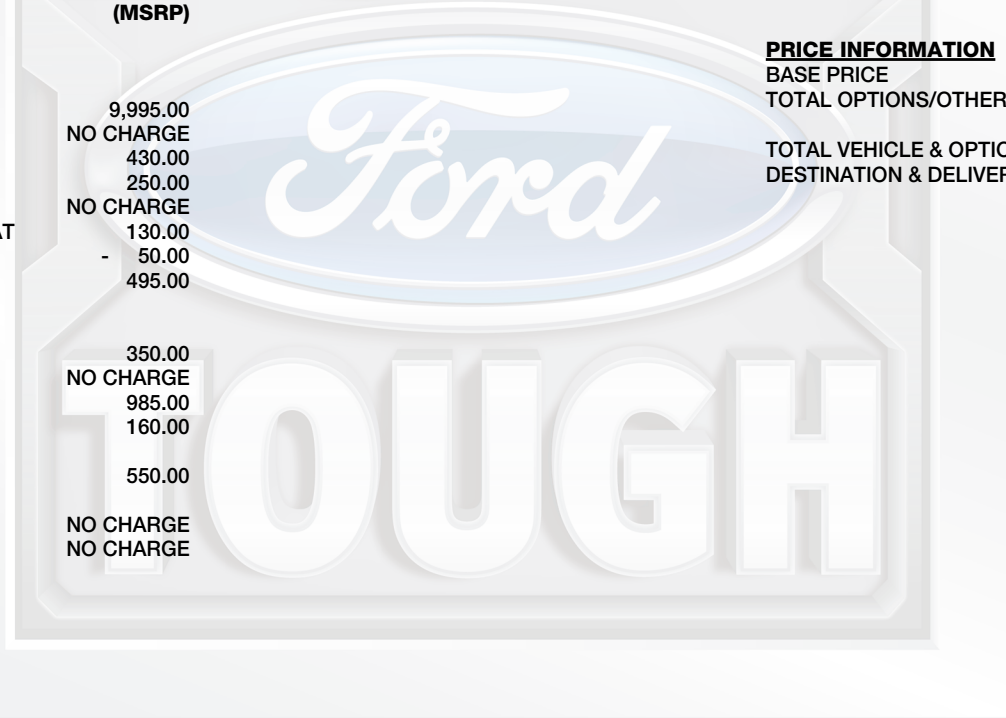 (MSRP)
9,995.00
NO CHARGE
430.00
250.00
NO CHARGE
AT 130.00
- 50.00
495.00
350.00
NO CHARGE
985.00
160.00
550.00
NO CHARGE
NO CHARGE
PRICE INFORMATION
BASE PRICE
TOTAL OPTIONS/OTHER
TOTAL VEHICLE & OPTIO
DESTINATION & DELIVER
Ford
TOUGH